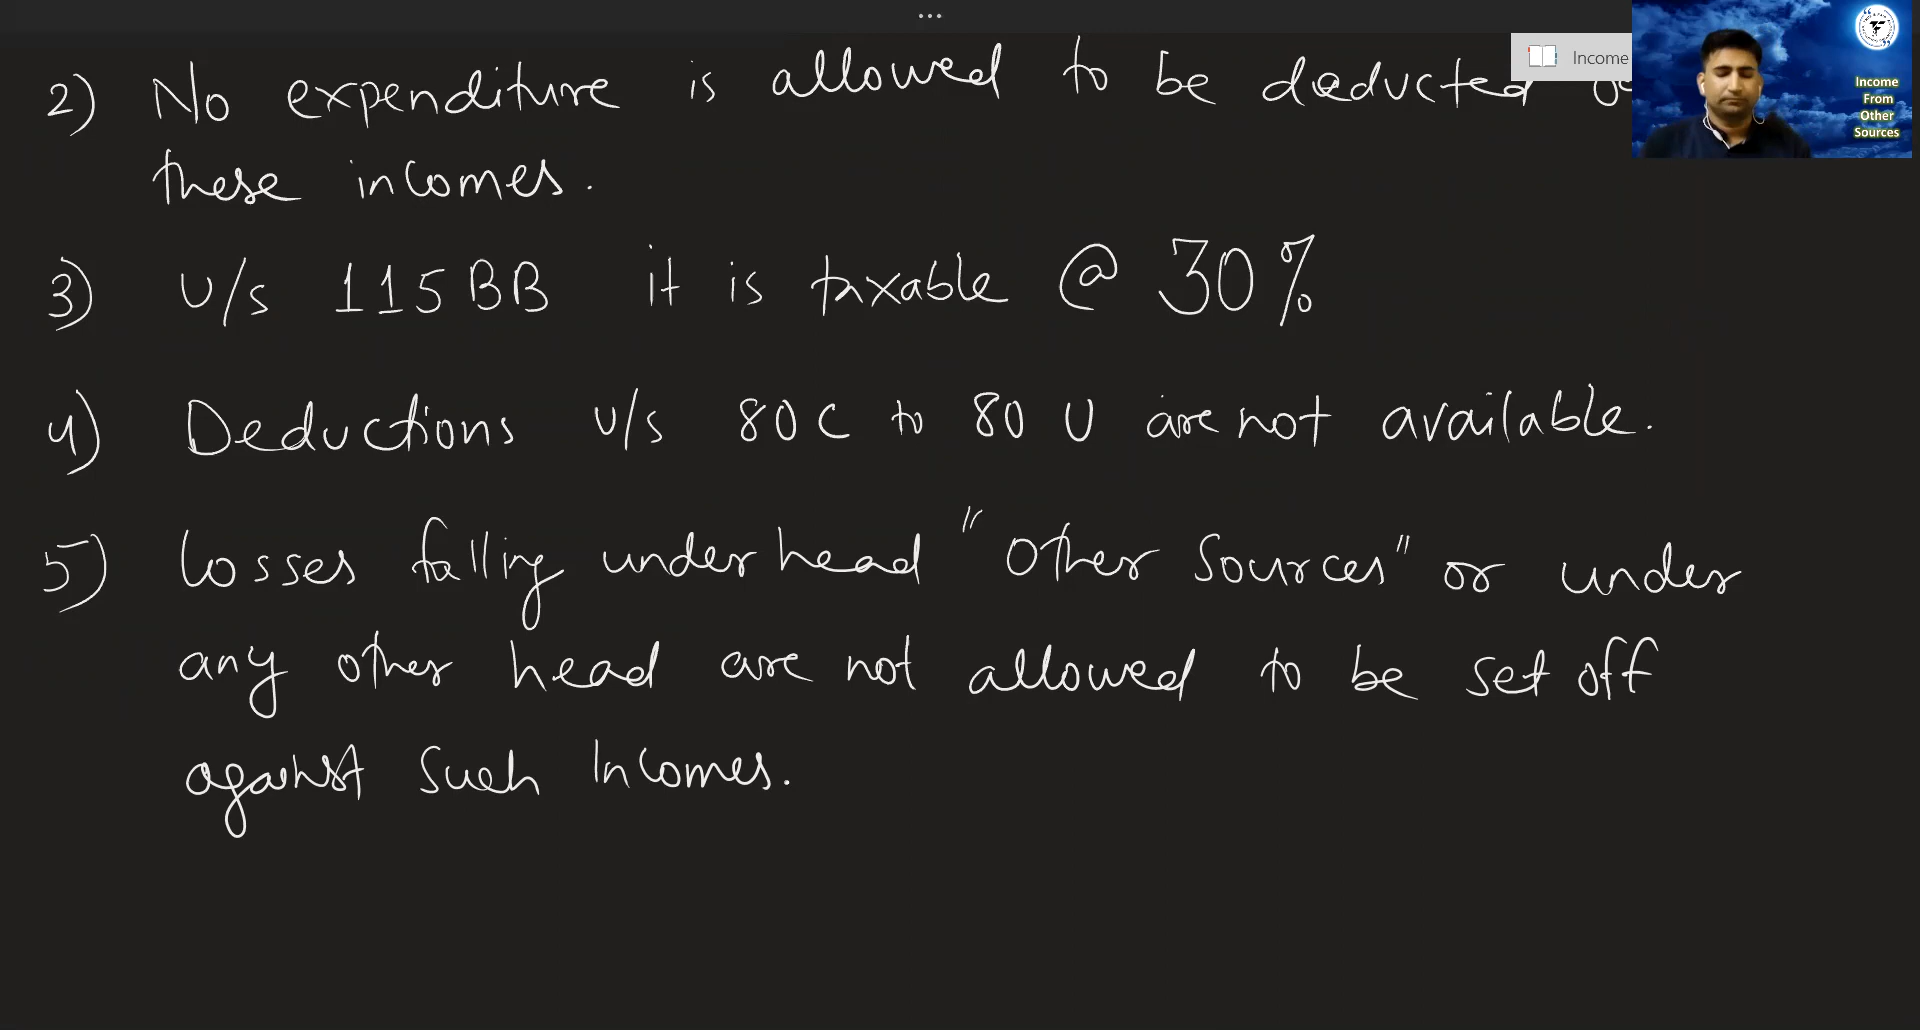 2) No expenditure is allowed to be deducted
these incomes.
3) U/s 115BB it is taxable @ 30%
4) Deductions U/s 80C to 80U are not available.
5) Losses falling under head "Other Sources" or under
any other head are not allowed to be set off
against such Incomes.
Income
Income
From
Other
Sources